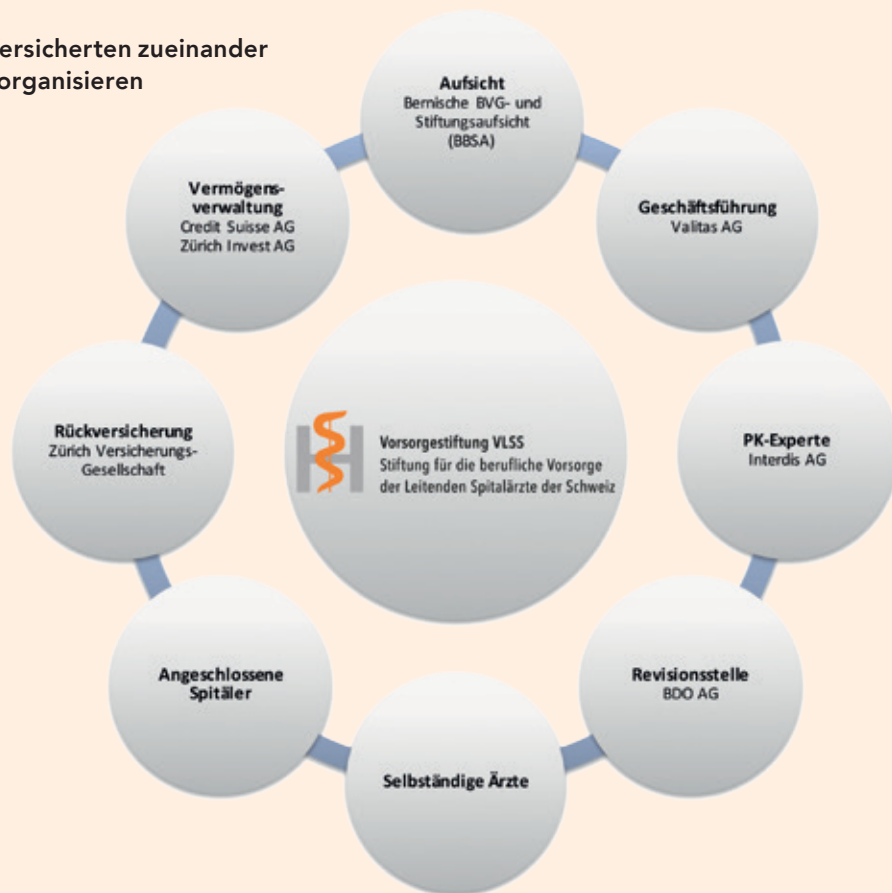 ersicherten zueinander
organisieren
Aufsicht
Bernische BVG- und
Stiftungsaufsicht
(BBSA)
Geschäftsführung
Valitas AG
PK-Experte
Interdis AG
Revisionsstelle
BDO AG
Selbständige Ärzte
Angeschlossene
Spitäler
Rückversicherung
Zürich Versicherungs-
Gesellschaft
Vermögens-
verwaltung
Credit Suisse AG
Zürich Invest AG
Vorsorgestiftung VLSS
Stiftung für die berufliche Vorsorge
der Leitenden Spitalärzte der Schweiz